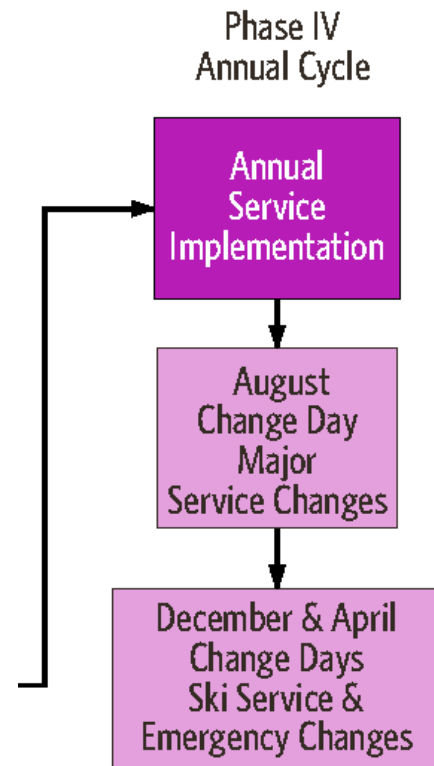 Phase IV
Annual Cycle
Annual
Service
Implementation
August
Change Day
Major
Service Changes
December & April
Change Days
Ski Service &
Emergency Changes